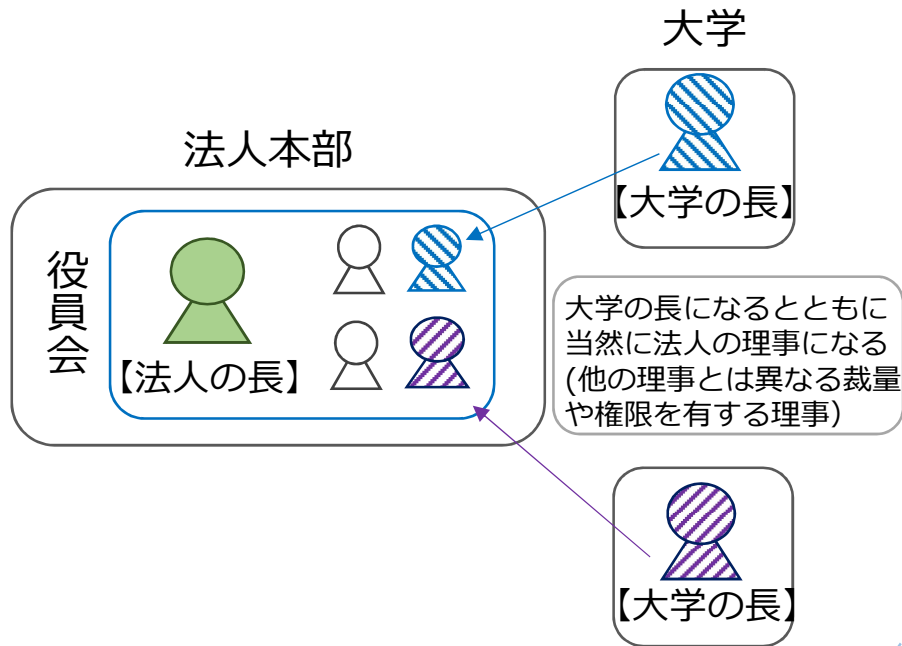 大学
【大学の長】
法人本部
役員会
【法人の長】
大学の長になるとともに
当然に法人の理事になる
(他の理事とは異なる裁量
や権限を有する理事）
【大学の長】